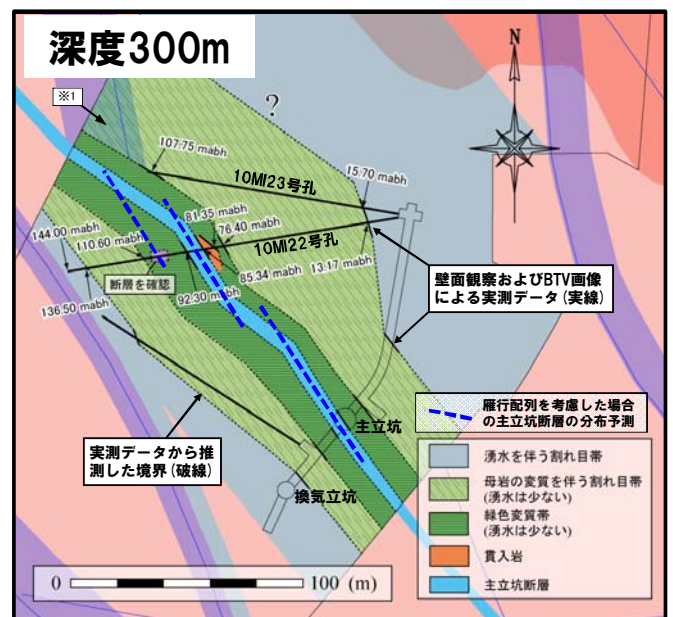 深度300m
N
※1
?
107.75 mabh
15.70 mabh
10MI23号孔
81.35 mabh
76.40 mabh
144.00 mabh
110.60 mabh
10MI22号孔
断層を確認
85.34 mabh
13.17 mabh
92.30 mabh
136.50 mabh
壁面観察およびBTV画像
による実測データ(実線)
雁行配列を考慮した場合
の主立坑断層の分布予測
主立坑
実測データから推
測した境界(破線)
換気立坑
湧水を伴う割れ目帯
母岩の変質を伴う割れ目帯
(湧水は少ない)
緑色変質帯
(湧水は少ない)
貫入岩
主立坑断層
0 100 (m)